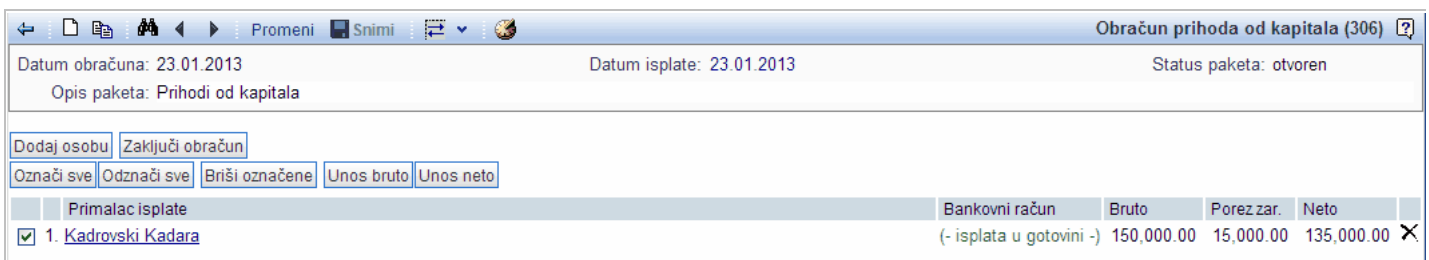 Promeni Snimi Obračun prihoda od kapitala (306)
Datum obračuna: 23.01.2013 Datum isplate: 23.01.2013 Status paketa: otvoren
Opis paketa: Prihodi od kapitala
Dodaj osobu Zaključi obračun
Označi sve Odznači sve Briši označene Unos bruto Unos neto
Primalac isplate Bankovni račun Bruto Porez zar. Neto
1. Kadrovski Kadara (- isplata u gotovini -) 150,000.00 15,000.00 135,000.00